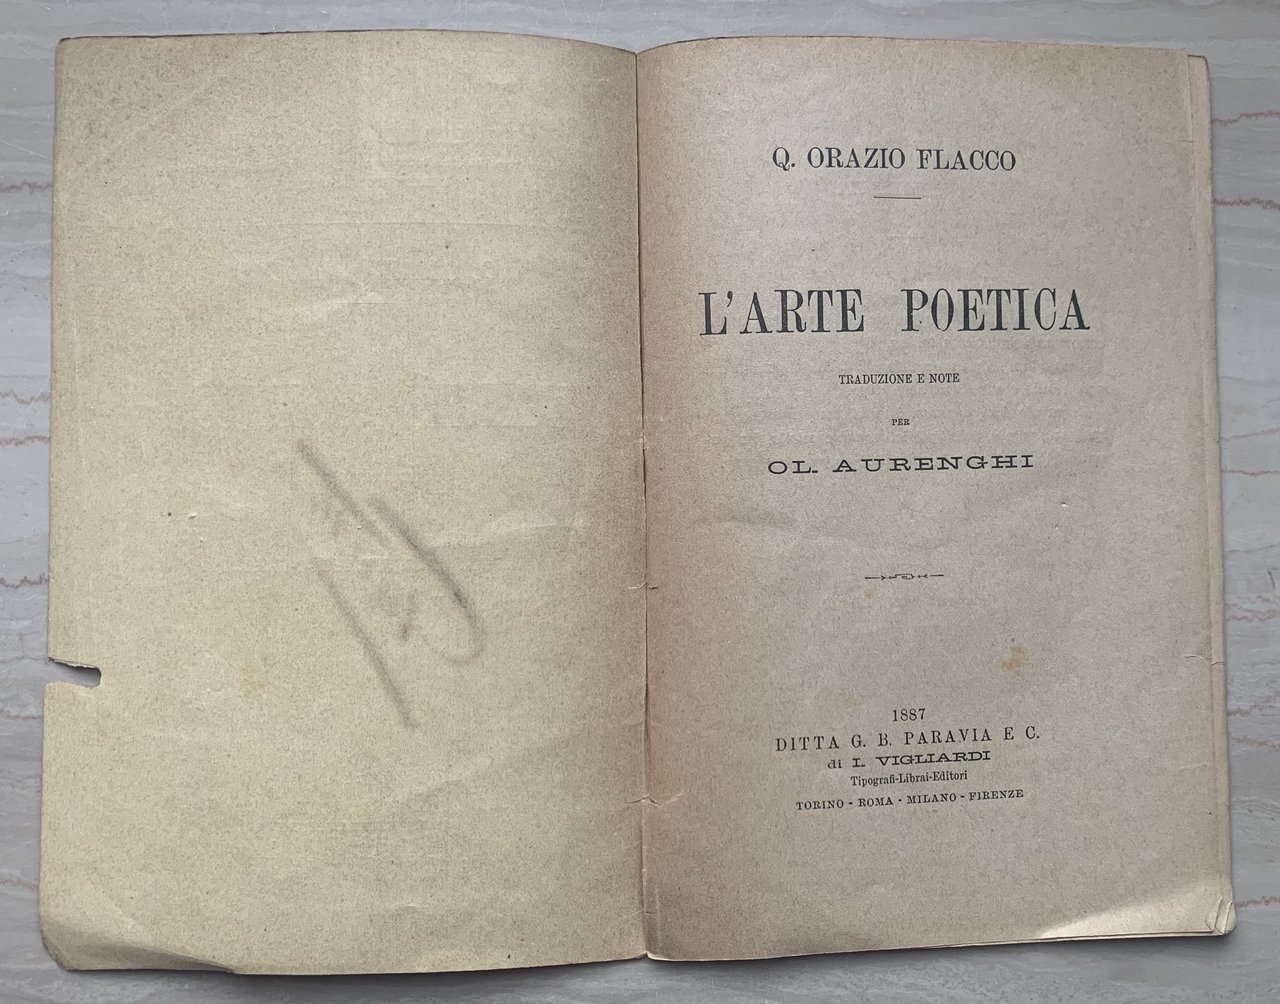 Q. ORAZIO FLACCO
L'ARTE POETICA
TRADUZIONE E NOTE
PER
OL. AURENGHI
1887
DITTA G. B. PARAVIA E C.
di I. VIGLIARDI
Tipografi-Librai-Editori
TORINO - ROMA - MILANO - FIRENZE